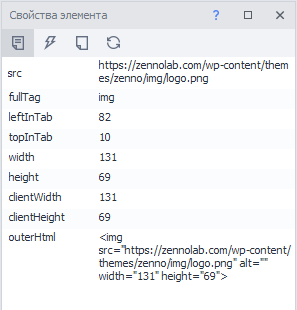 Свойства элемента
?
src https://zennolab.com/wp-content/the
mes/zenno/img/logo.png
fullTag img
leftInTab 82
topInTab 10
width 131
height 69
clientWidth 131
clientHeight 69
outerHtml <img
src="https://zennolab.com/wp-content/
themes/zenno/img/logo.png" alt=""
width="131" height="69">